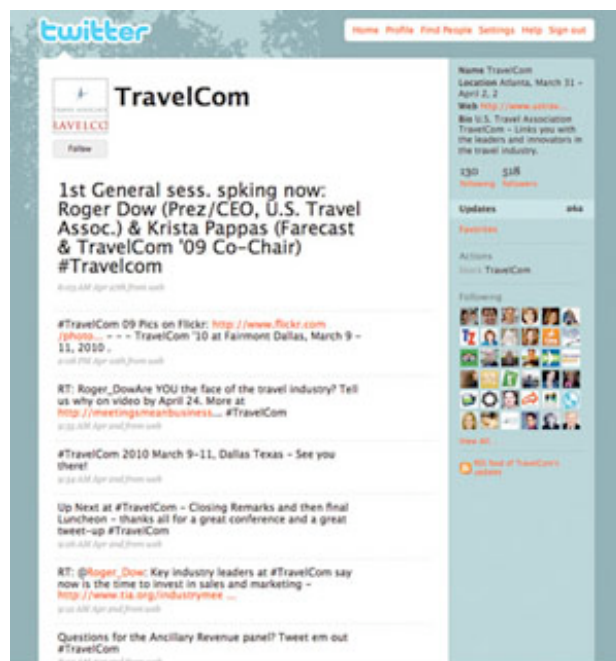 twitter
Home Profile Find People Settings Help Sign out
TravelCom
Follow
1st General sess. spking now:
Roger Dow (Prez/CEO, U.S. Travel
Assoc.) & Krista Pappas (Farecast
& TravelCom '09 Co-Chair)
#Travelcom
#TravelCom 09 Pics on Flickr: http://www.flickr.com
/photo... - - - TravelCom '10 at Fairmont Dallas, March 9 -
11, 2010 .
RT: Roger_DowAre YOU the face of the travel industry? Tell
us why on video by April 24. More at
http://meetingsmeanbusiness... #TravelCom
#TravelCom 2010 March 9-11, Dallas Texas - See you
there!
Up Next at #TravelCom - Closing Remarks and then final
Luncheon - thanks all for a great conference and a great
tweet-up #TravelCom
RT: @Roger_Dow: Key industry leaders at #TravelCom say
now is the time to invest in sales and marketing -
http://www.tia.org/industrymee ...
Questions for the Ancillary Revenue panel? Tweet em out
#TravelCom
Name TravelCom
Location Atlanta, March 31 -
April 2, 2
Web
Bio U.S. Travel Association
TravelCom - Links you with
the leaders and innovators in
the travel industry.
130 518
following followers
Updates
Favorites
Actions
block TravelCom
Following
View All...
RSS feed of TravelCom's
updates